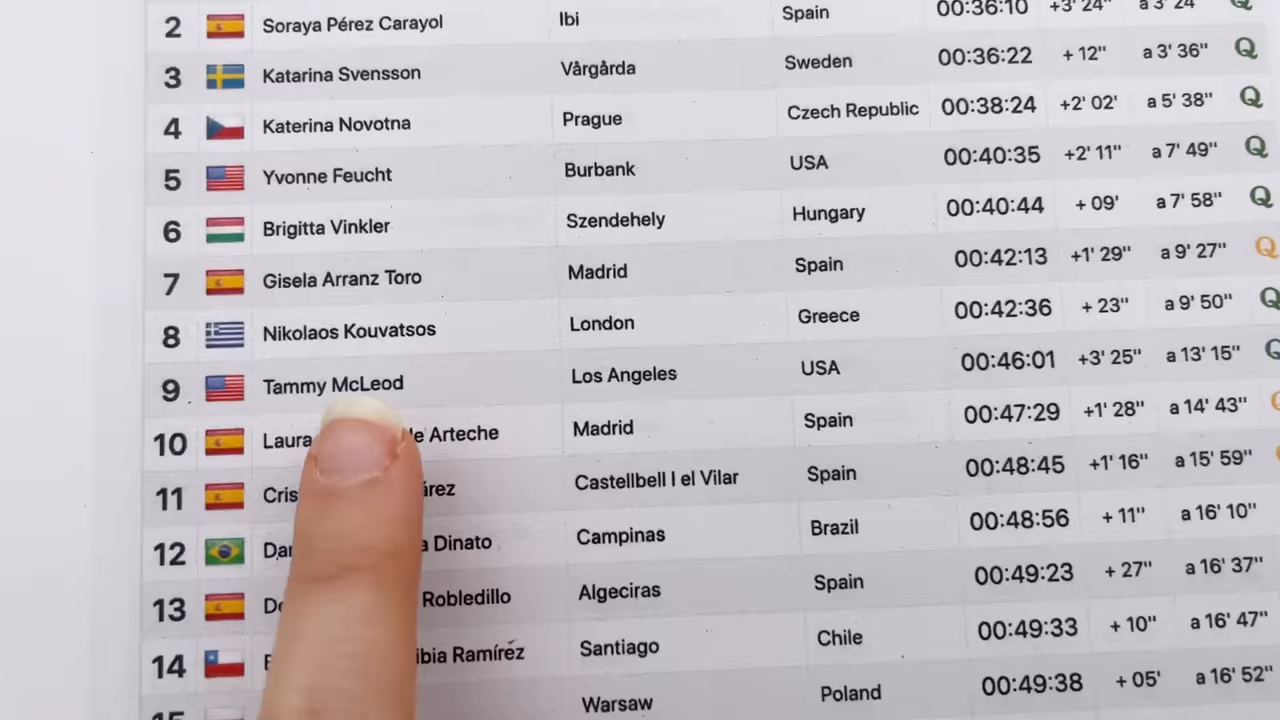 2 Soraya Pérez Carayol Ibi Spain 00:36:10 +3' 24" a 3' 24" Q
3 Katarina Svensson Vårgårda Sweden 00:36:22 + 12" a 3' 36" Q
4 Katerina Novotna Prague Czech Republic 00:38:24 +2' 02' a 5' 38" Q
5 Yvonne Feucht Burbank USA 00:40:35 +2' 11" a 7' 49" Q
6 Brigitta Vinkler Szendehely Hungary 00:40:44 + 09' a 7' 58" Q
7 Gisela Arranz Toro Madrid Spain 00:42:13 +1' 29" a 9' 27" Q
8 Nikolaos Kouvatsos London Greece 00:42:36 + 23" a 9' 50" Q
9 Tammy McLeod Los Angeles USA 00:46:01 +3' 25" a 13' 15" Q
10 Laura Arteche Madrid Spain 00:47:29 +1' 28" a 14' 43"
11 Castellbell I el Vilar Spain 00:48:45 +1' 16" a 15' 59"
12 Dinato Campinas Brazil 00:48:56 + 11" a 16' 10"
13 Robledillo Algeciras Spain 00:49:23 + 27" a 16' 37"
14 Ramírez Santiago Chile 00:49:33 + 10" a 16' 47"
Warsaw Poland 00:49:38 + 05' a 16' 52"